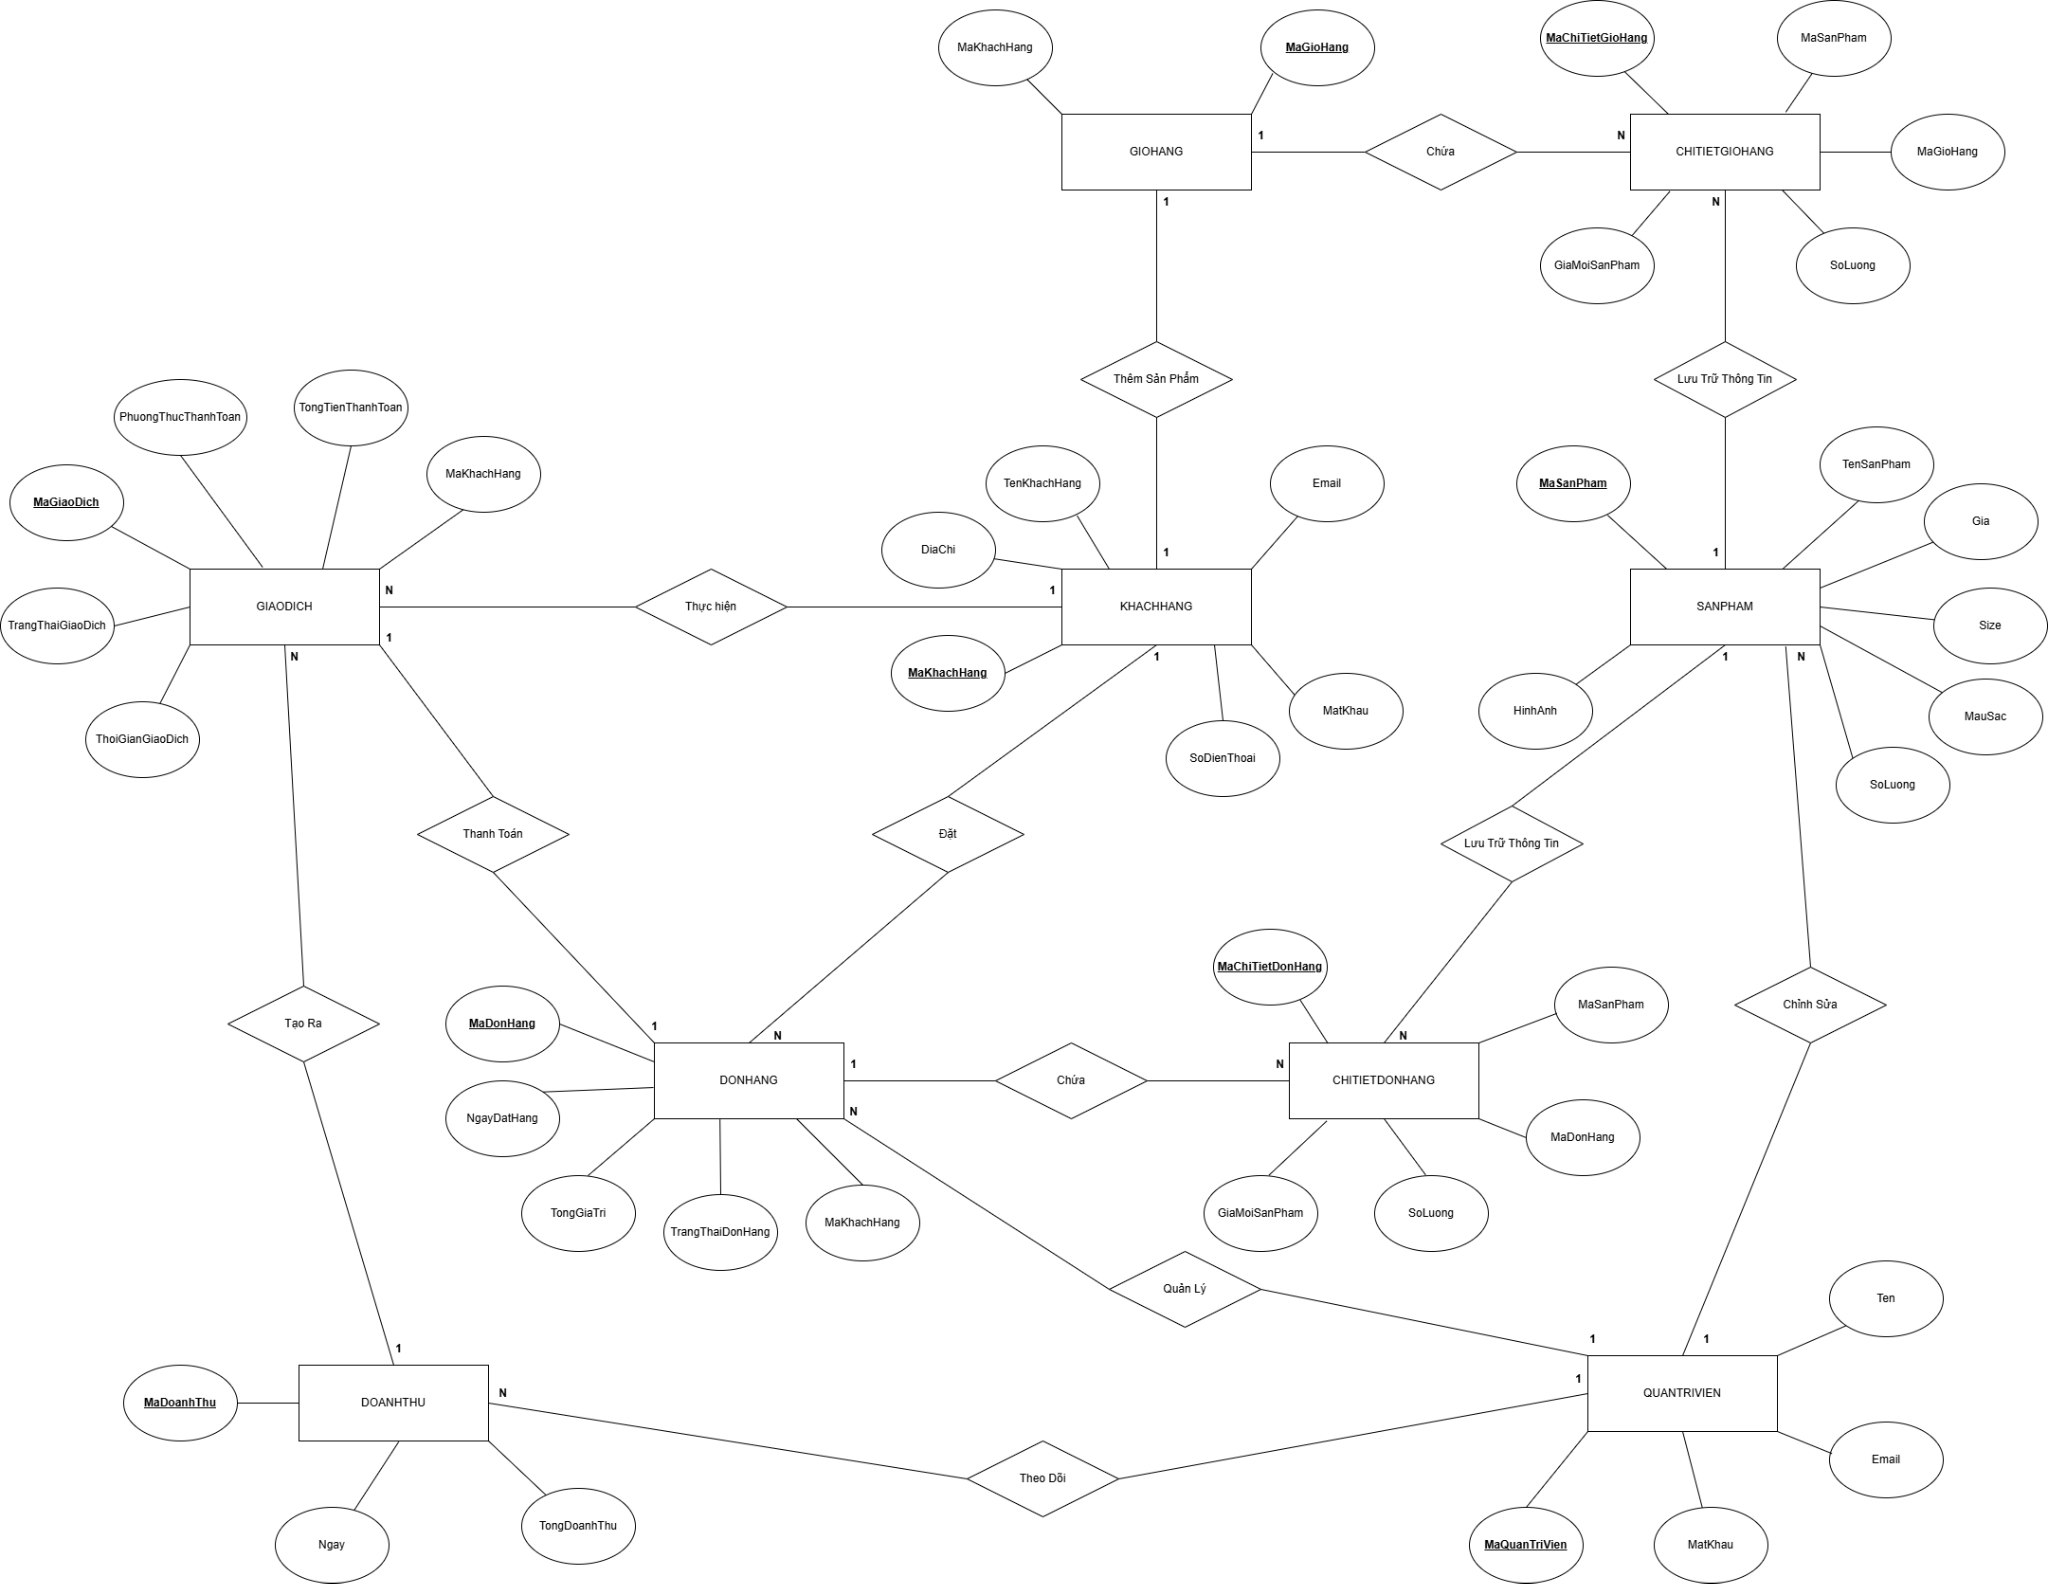 MaKhachHang
MaGioHang
MaChiTietGioHang
MaSanPham
GIOHANG
1
Chứa
N
CHITIETGIOHANG
MaGioHang
1
N
GiaMoiSanPham
SoLuong
Thêm Sản Phẩm
Lưu Trữ Thông Tin
PhuongThucThanhToan
TongTienThanhToan
MaKhachHang
MaGiaoDich
TenKhachHang
Email
DiaChi
MaSanPham
TenSanPham
Gia
1
1
TrangThaiGiaoDich
GIAODICH
N
1
Thực hiện
1
KHACHHANG
SANPHAM
Size
N
1
1
N
MaKhachHang
ThoiGianGiaoDich
SoDienThoai
MatKhau
HinhAnh
MauSac
SoLuong
Thanh Toán
Đặt
Lưu Trữ Thông Tin
MaChiTietDonHang
MaSanPham
Chỉnh Sửa
Tạo Ra
MaDonHang
1
N
N
NgayDatHang
DONHANG
1
N
Chứa
N
CHITIETDONHANG
MaDonHang
TongGiaTri
TrangThaiDonHang
MaKhachHang
GiaMoiSanPham
SoLuong
Quản Lý
Ten
1
1
1
1
MaDoanhThu
DOANHTHU
N
QUANTRIVIEN
Theo Dõi
Email
Ngay
TongDoanhThu
MaQuanTriVien
MatKhau